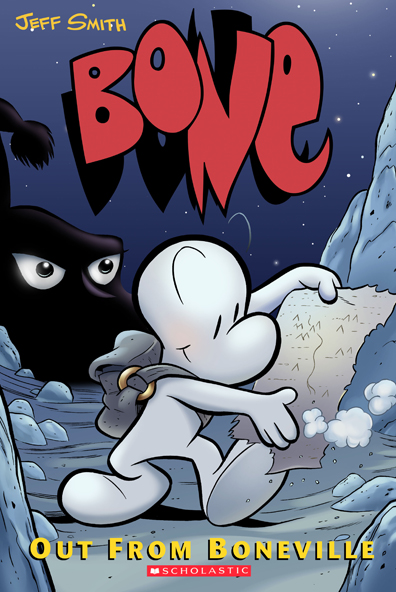 JEFF SMITH
BONE
OUT FROM BONEVILLE
SCHOLASTIC